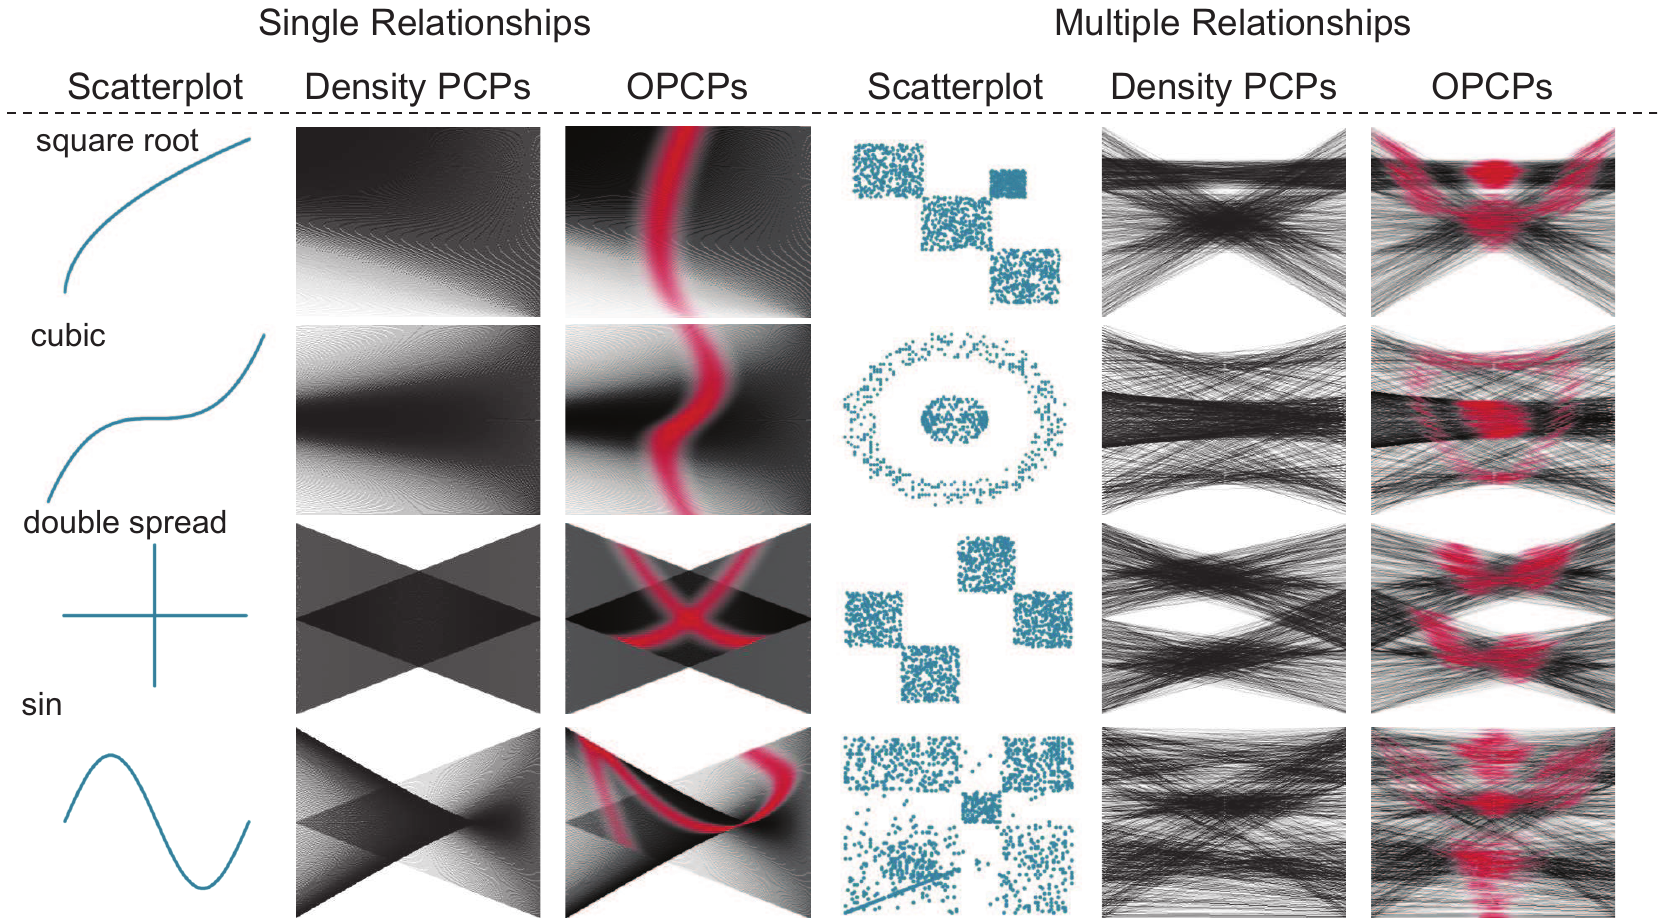 Single Relationships Multiple Relationships
Scatterplot Density PCPs OPCPs Scatterplot Density PCPs OPCPs
square root
cubic
double spread
sin